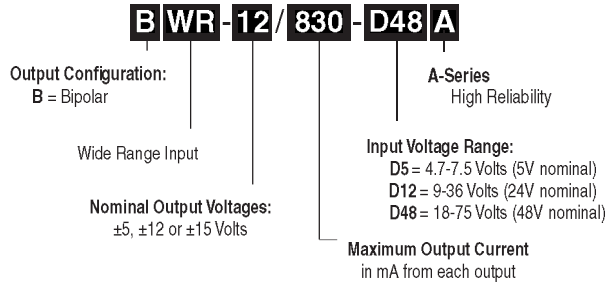 B WR - 12 / 830 - D48 A
Output Configuration:
B = Bipolar
A-Series
High Reliability
Wide Range Input
Input Voltage Range:
D5 = 4.7-7.5 Volts (5V nominal)
D12 = 9-36 Volts (24V nominal)
D48 = 18-75 Volts (48V nominal)
Nominal Output Voltages:
±5, ±12 or ±15 Volts
Maximum Output Current
in mA from each output